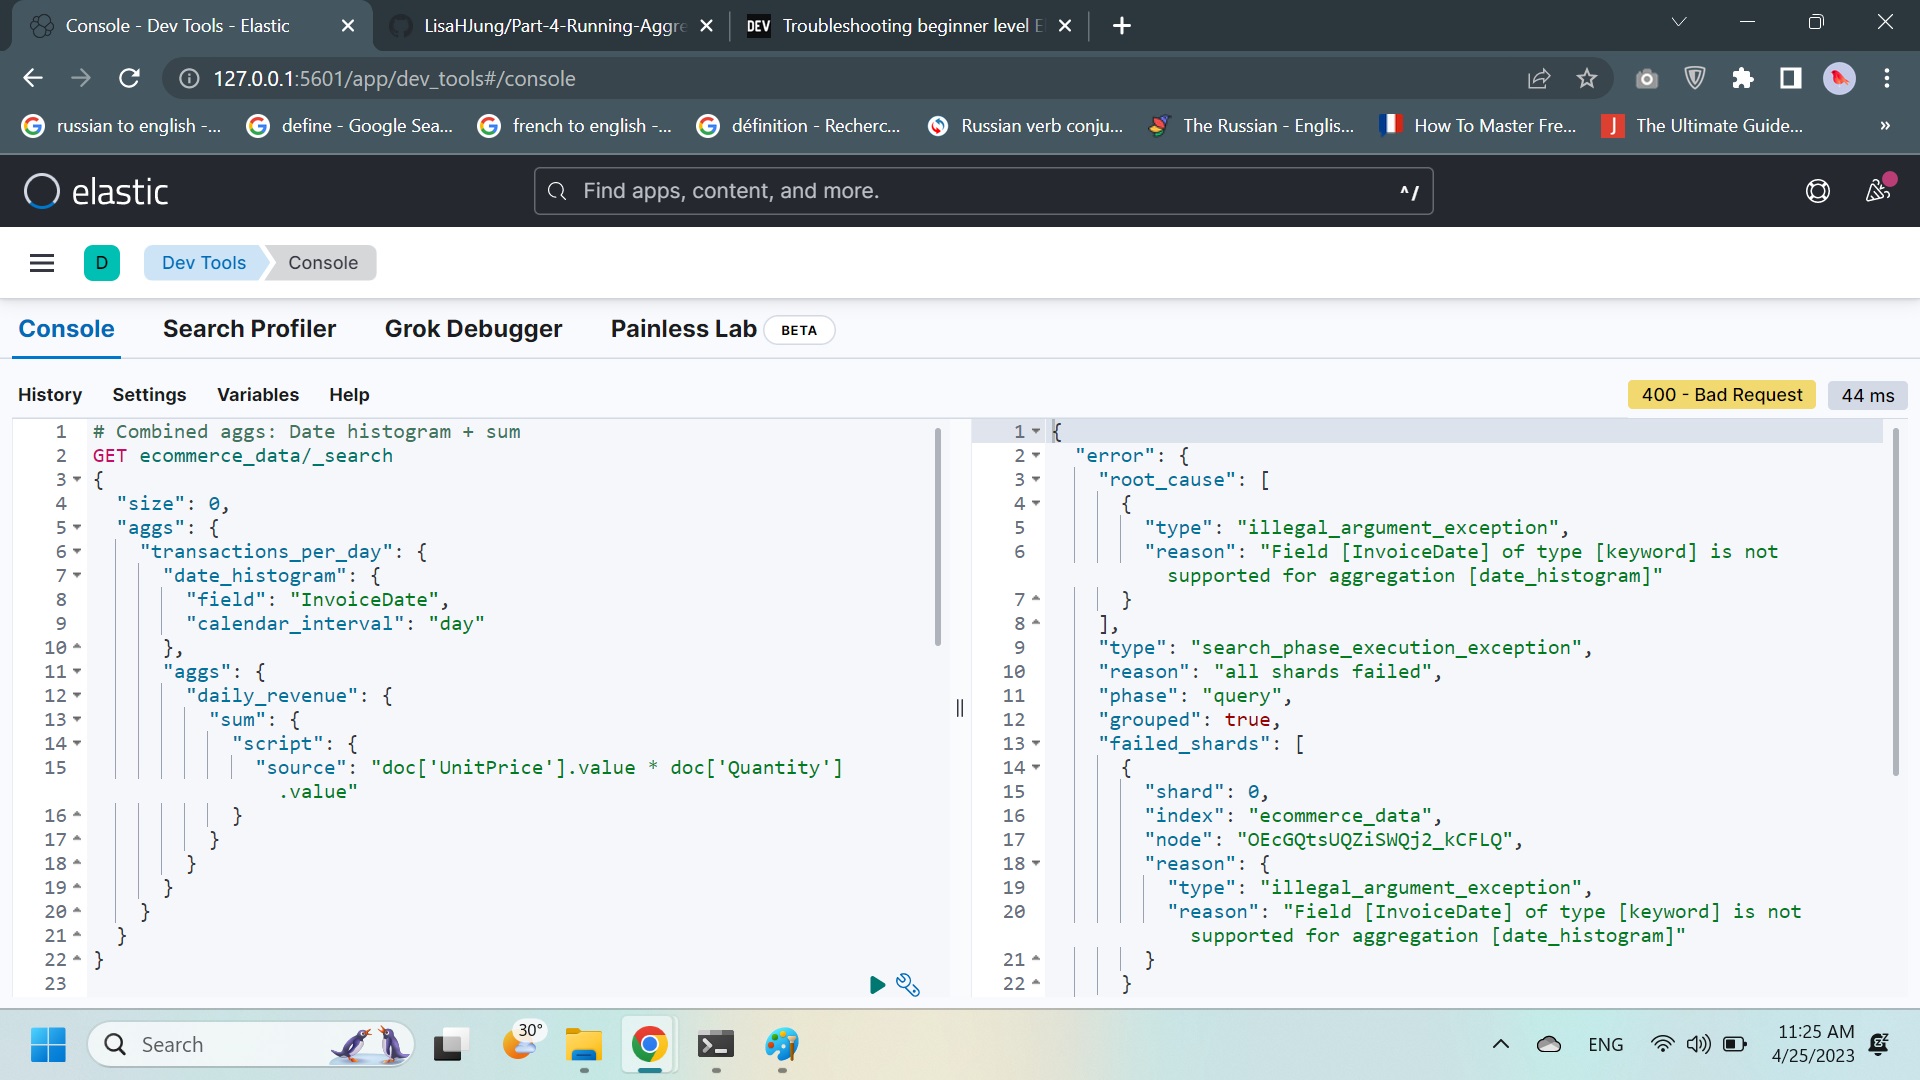 Console - Dev Tools - Elastic
LisaHJung/Part-4-Running-Aggre
DEV Troubleshooting beginner level E
127.0.0.1:5601/app/dev_tools#/console
russian to english -...
define - Google Sea...
french to english -...
définition - Recherc...
Russian verb conju...
The Russian - Englis...
How To Master Fre...
J The Ultimate Guide...
»
elastic
Find apps, content, and more.
^/
D
Dev Tools
Console
Console
Search Profiler
Grok Debugger
Painless Lab
BETA
History
Settings
Variables
Help
400 - Bad Request
44 ms
1 # Combined aggs: Date histogram + sum
2 GET ecommerce_data/_search
3 {
4 "size": 0,
5 "aggs": {
6 "transactions_per_day": {
7 "date_histogram": {
8 "field": "InvoiceDate",
9 "calendar_interval": "day"
10 },
11 "aggs": {
12 "daily_revenue": {
13 "sum": {
14 "script": {
15 "source": "doc['UnitPrice'].value * doc['Quantity']
.value"
16 }
17 }
18 }
19 }
20 }
21 }
22 }
23
1 {
2 "error": {
3 "root_cause": [
4 {
5 "type": "illegal_argument_exception",
6 "reason": "Field [InvoiceDate] of type [keyword] is not
supported for aggregation [date_histogram]"
7 }
8 ],
9 "type": "search_phase_execution_exception",
10 "reason": "all shards failed",
11 "phase": "query",
12 "grouped": true,
13 "failed_shards": [
14 {
15 "shard": 0,
16 "index": "ecommerce_data",
17 "node": "OEcGQtsUQZiSWQj2_kCFLQ",
18 "reason": {
19 "type": "illegal_argument_exception",
20 "reason": "Field [InvoiceDate] of type [keyword] is not
supported for aggregation [date_histogram]"
21 }
22 }
Search
30°
ENG
11:25 AM
4/25/2023